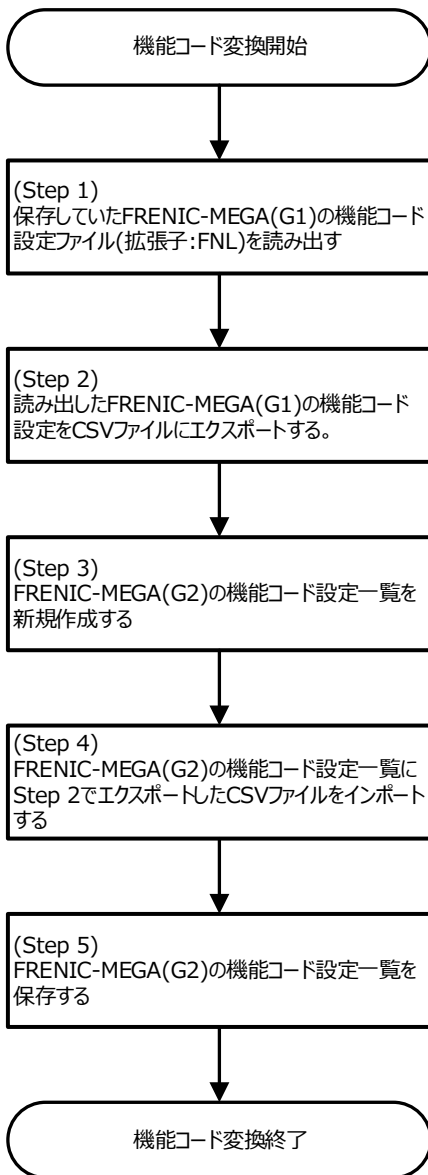 機能コード変換開始
(Step 1)
保存していたFRENIC-MEGA(G1)の機能コード
設定ファイル(拡張子:FNL)を読み出す
(Step 2)
読み出したFRENIC-MEGA(G1)の機能コード
設定をCSVファイルにエクスポートする。
(Step 3)
FRENIC-MEGA(G2)の機能コード設定一覧を
新規作成する
(Step 4)
FRENIC-MEGA(G2)の機能コード設定一覧に
Step 2でエクスポートしたCSVファイルをインポート
する
(Step 5)
FRENIC-MEGA(G2)の機能コード設定一覧を
保存する
機能コード変換終了